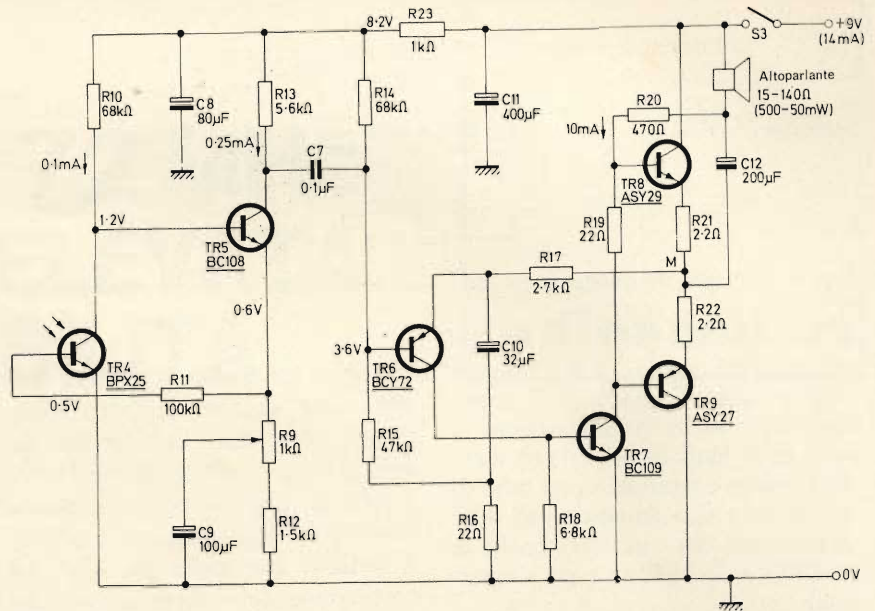 8.2V
R23
1kΩ
S3
+9V
(14mA)
R10
68kΩ
C8
80μF
R13
5.6kΩ
R14
68kΩ
C11
400μF
Altoparlante
15-140Ω
(500-50mW)
R20
470Ω
10mA
0.1mA
0.25mA
C7
0.1μF
TR8
ASY29
C12
200μF
1.2V
TR5
BC108
R19
22Ω
R21
2.2Ω
R17
2.7kΩ
M
R22
2.2Ω
0.6V
TR4
BPX25
3.6V
TR6
BCY72
C10
32μF
R11
100kΩ
0.5V
TR9
ASY27
R9
1kΩ
R15
47kΩ
TR7
BC109
C9
100μF
R12
1.5kΩ
R16
22Ω
R18
6.8kΩ
0V